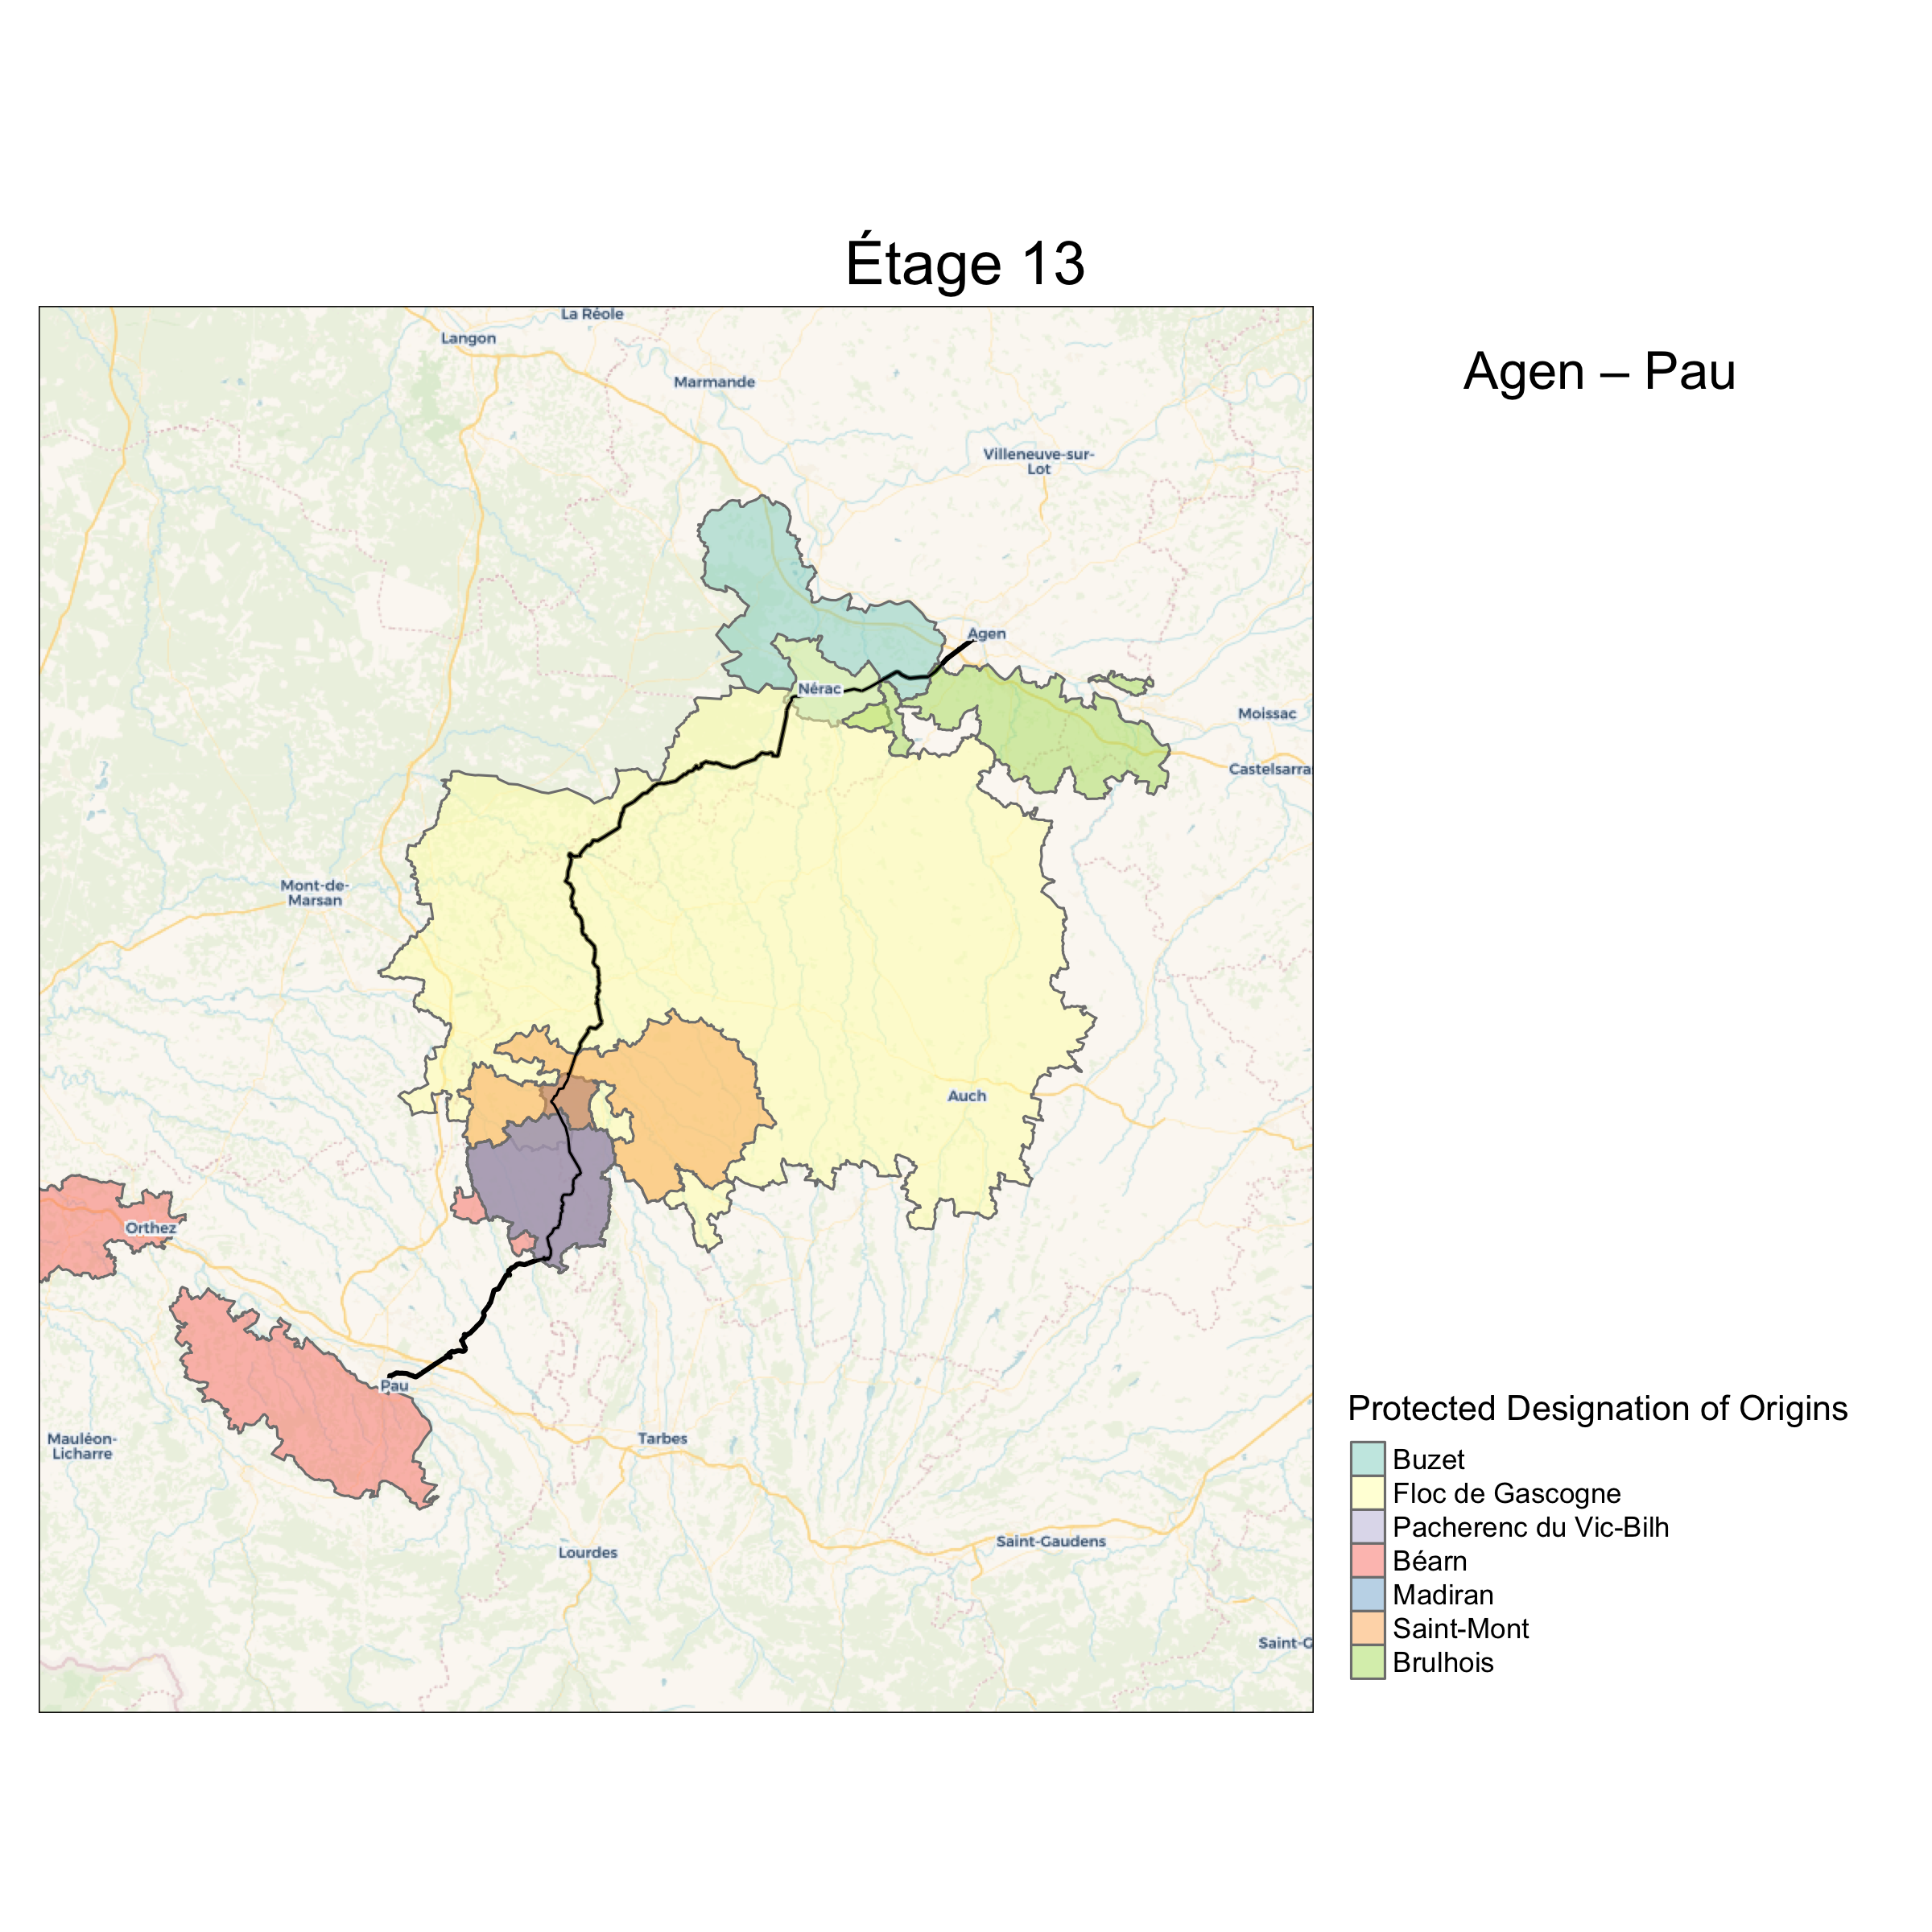 Étage 13
Agen – Pau
La Réole
Langon
Marmande
Villeneuve-sur-
Lot
Agen
Nérac
Moissac
Castelsarra
Mont-de-
Marsan
Auch
Orthez
Pau
Mauléon-
Licharre
Tarbes
Saint-Gaudens
Lourdes
Saint-G
Protected Designation of Origins
Buzet
Floc de Gascogne
Pacherenc du Vic-Bilh
Béarn
Madiran
Saint-Mont
Brulhois